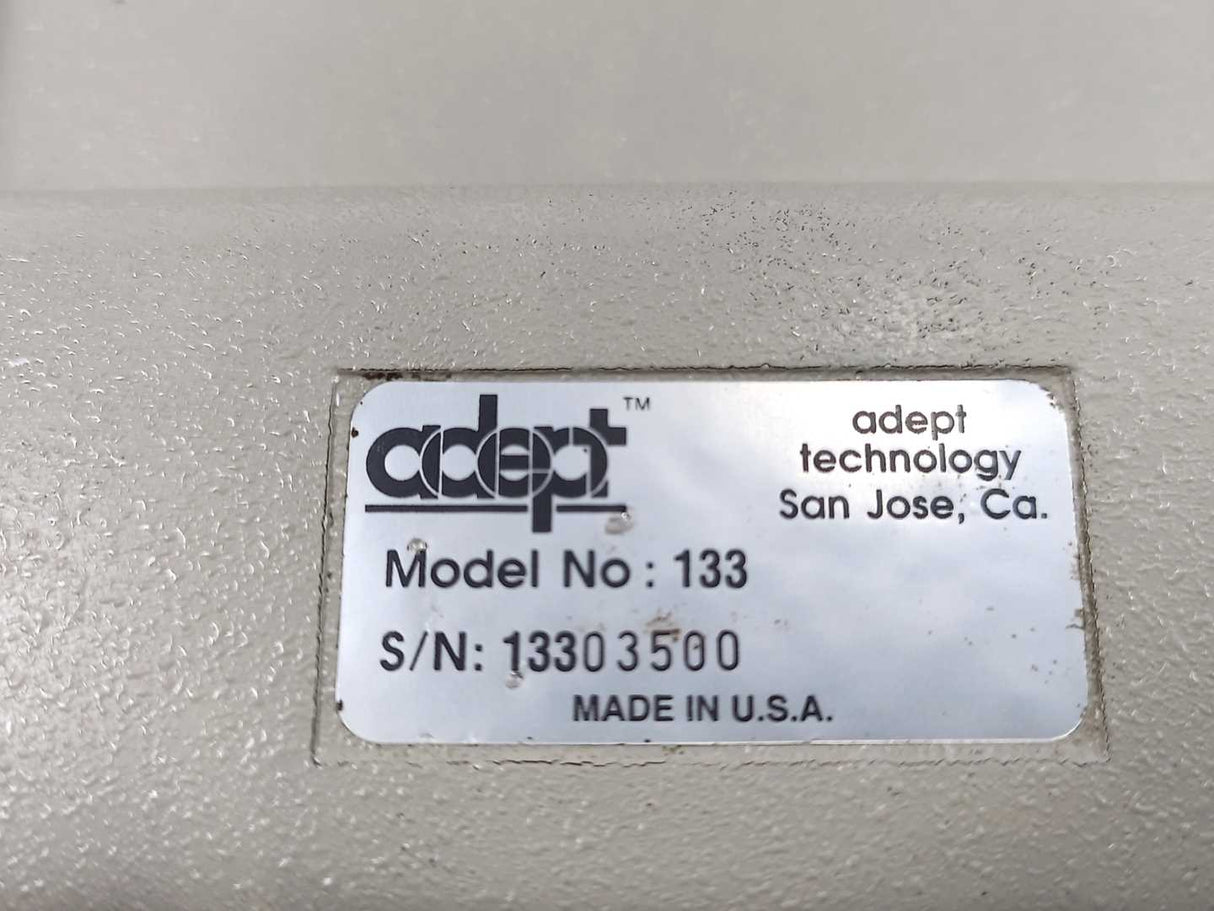 adept™
adept
technology
San Jose, Ca.
Model No: 133
S/N: 13303500
MADE IN U.S.A.